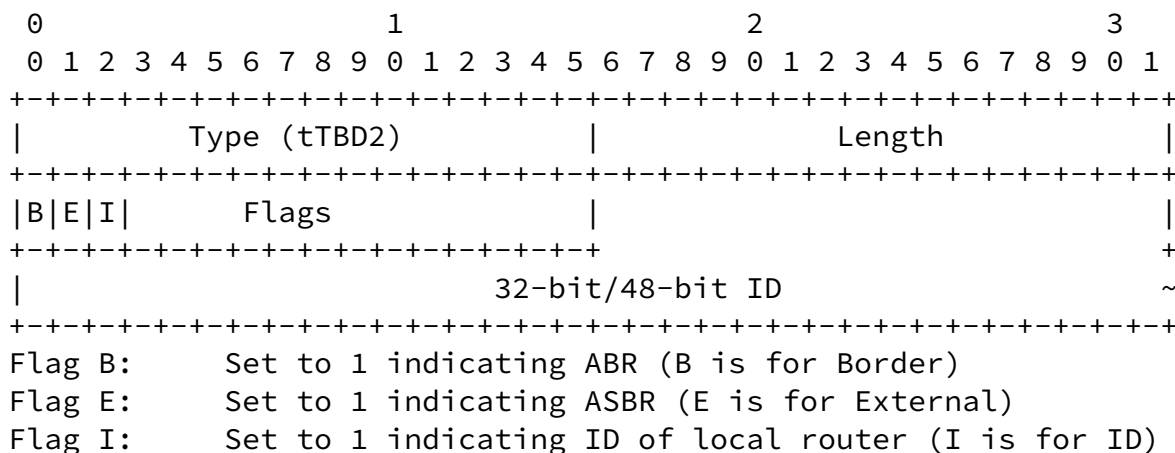 0                   1                   2                   3
 0 1 2 3 4 5 6 7 8 9 0 1 2 3 4 5 6 7 8 9 0 1 2 3 4 5 6 7 8 9 0 1
+-+-+-+-+-+-+-+-+-+-+-+-+-+-+-+-+-+-+-+-+-+-+-+-+-+-+-+-+-+-+-+-+
|         Type (tTBD2)          |             Length            |
+-+-+-+-+-+-+-+-+-+-+-+-+-+-+-+-+-+-+-+-+-+-+-+-+-+-+-+-+-+-+-+-+
|B|E|I|      Flags              |                               |
+-+-+-+-+-+-+-+-+-+-+-+-+-+-+-+-+                               +
|                          32-bit/48-bit ID                     ~
+-+-+-+-+-+-+-+-+-+-+-+-+-+-+-+-+-+-+-+-+-+-+-+-+-+-+-+-+-+-+-+-+
Flag B:     Set to 1 indicating ABR (B is for Border)
Flag E:     Set to 1 indicating ASBR (E is for External)
Flag I:     Set to 1 indicating ID of local router (I is for ID)